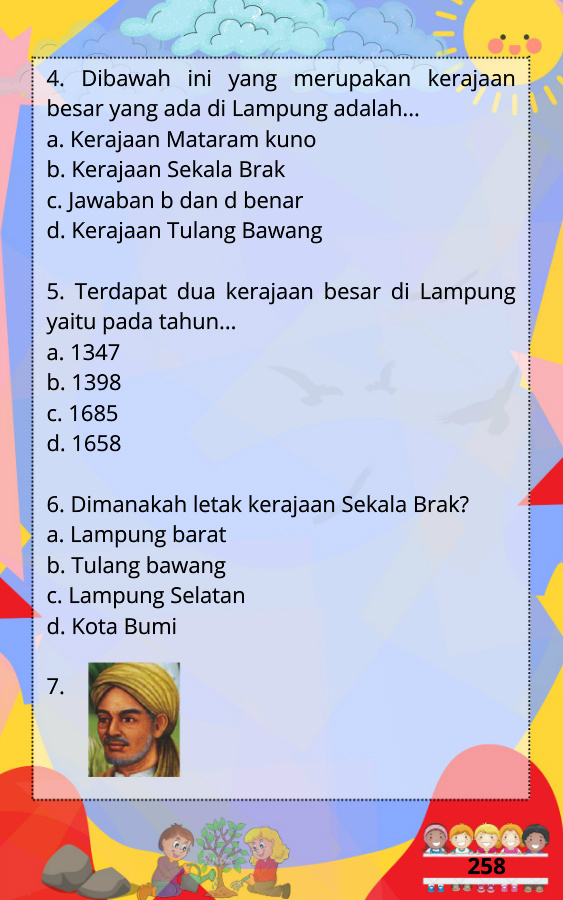 4. Dibawah ini yang merupakan kerajaan
besar yang ada di Lampung adalah...
a. Kerajaan Mataram kuno
b. Kerajaan Sekala Brak
c. Jawaban b dan d benar
d. Kerajaan Tulang Bawang
5. Terdapat dua kerajaan besar di Lampung
yaitu pada tahun...
a. 1347
b. 1398
c. 1685
d. 1658
6. Dimanakah letak kerajaan Sekala Brak?
a. Lampung barat
b. Tulang bawang
c. Lampung Selatan
d. Kota Bumi
7.
258